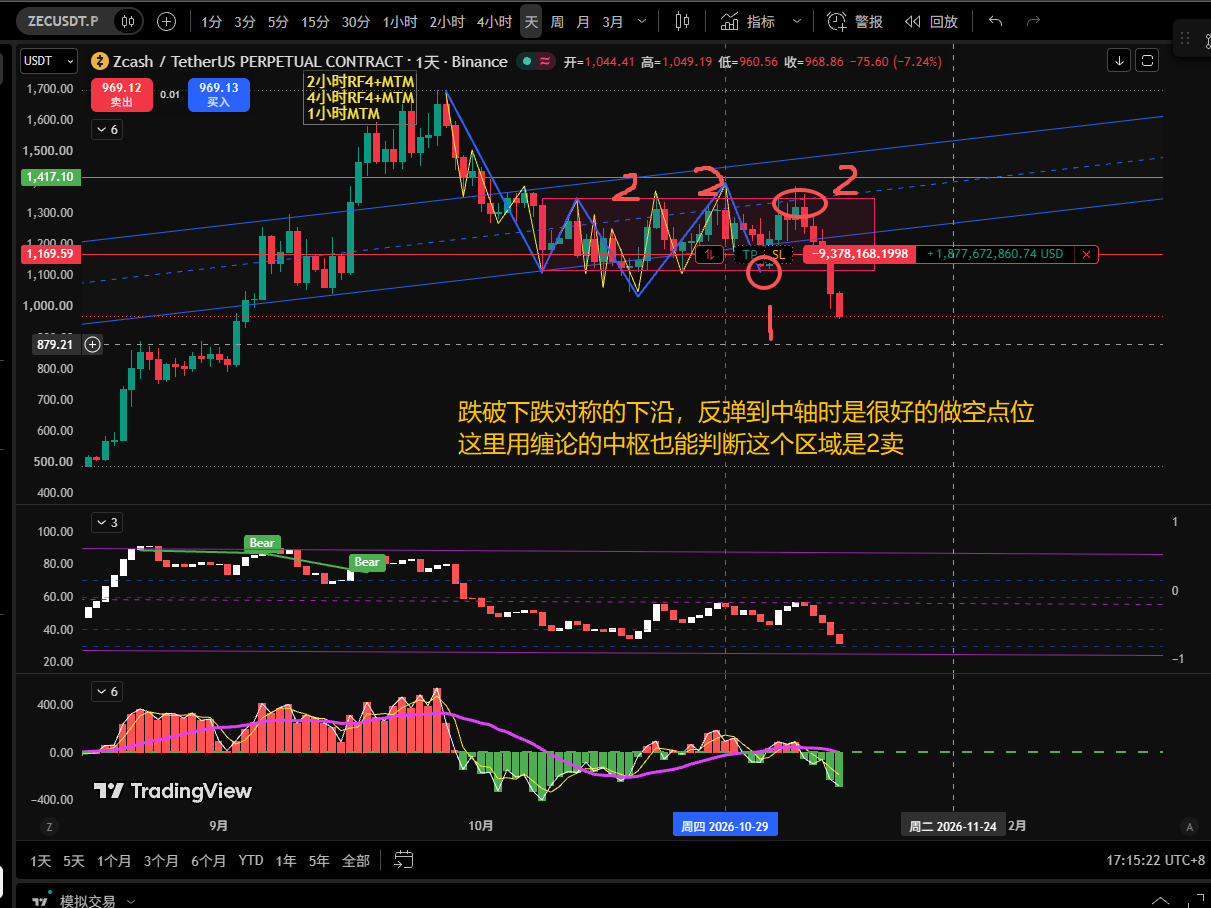 ZECUSDT.P 1分 3分 5分 15分 30分 1小时 2小时 4小时 天 周 月 3月 指标 警报 回放
USDT Zcash / TetherUS PERPETUAL CONTRACT · 1天 · Binance 开=1,044.41 高=1,049.19 低=960.56 收=968.86 −75.60 (−7.24%)
969.12 卖出 0.01 969.13 买入
6
2小时RF4+MTM
4小时RF4+MTM
1小时MTM
1,700.00
1,600.00
1,500.00
1,417.10
1,300.00
1,200.00
1,169.59
1,100.00
1,000.00
879.21
800.00
700.00
600.00
500.00
400.00
2 2 2
TP SL −9,378,168.1998 +1,877,672,860.74 USD
1
跌破下跌对称的下沿，反弹到中轴时是很好的做空点位
这里用缠论的中枢也能判断这个区域是2卖
3
100.00
80.00
60.00
40.00
20.00
Bear
Bear
1
0
−1
6
400.00
0.00
−400.00
TradingView
Z 9月 10月 周四 2026-10-29 周二 2026-11-24 2月 A
1天 5天 1个月 3个月 6个月 YTD 1年 5年 全部 17:15:22 UTC+8
模拟交易